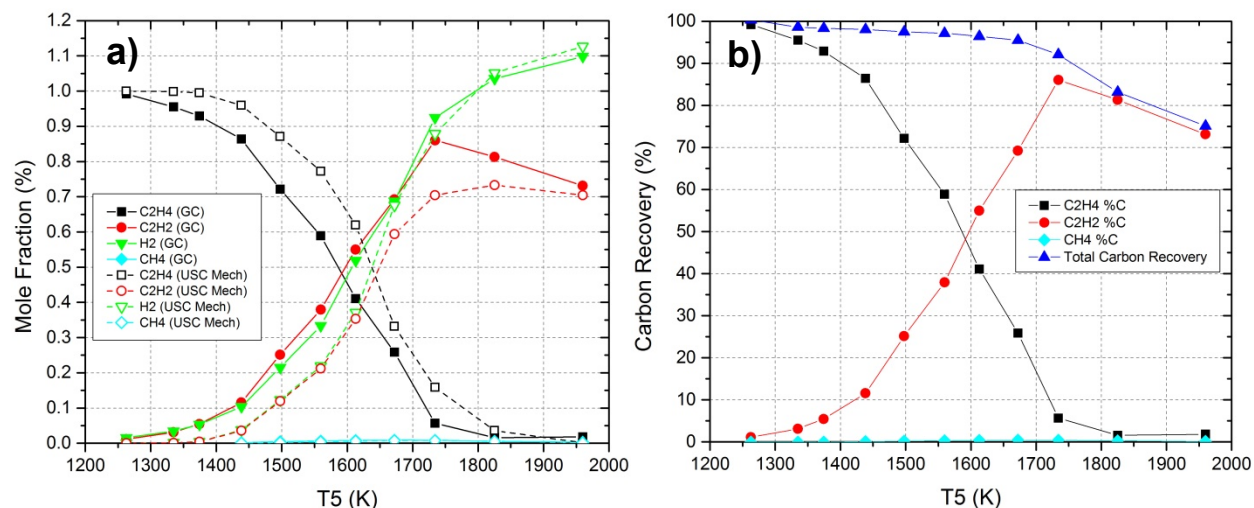 a)
Mole Fraction (%)
1.2
1.1
1.0
0.9
0.8
0.7
0.6
0.5
0.4
0.3
0.2
0.1
0.0
C2H4 (GC)
C2H2 (GC)
H2 (GC)
CH4 (GC)
C2H4 (USC Mech)
C2H2 (USC Mech)
H2 (USC Mech)
CH4 (USC Mech)
1200 1300 1400 1500 1600 1700 1800 1900 2000
T5 (K)
b)
Carbon Recovery (%)
100
90
80
70
60
50
40
30
20
10
0
C2H4 %C
C2H2 %C
CH4 %C
Total Carbon Recovery
1200 1300 1400 1500 1600 1700 1800 1900 2000
T5 (K)